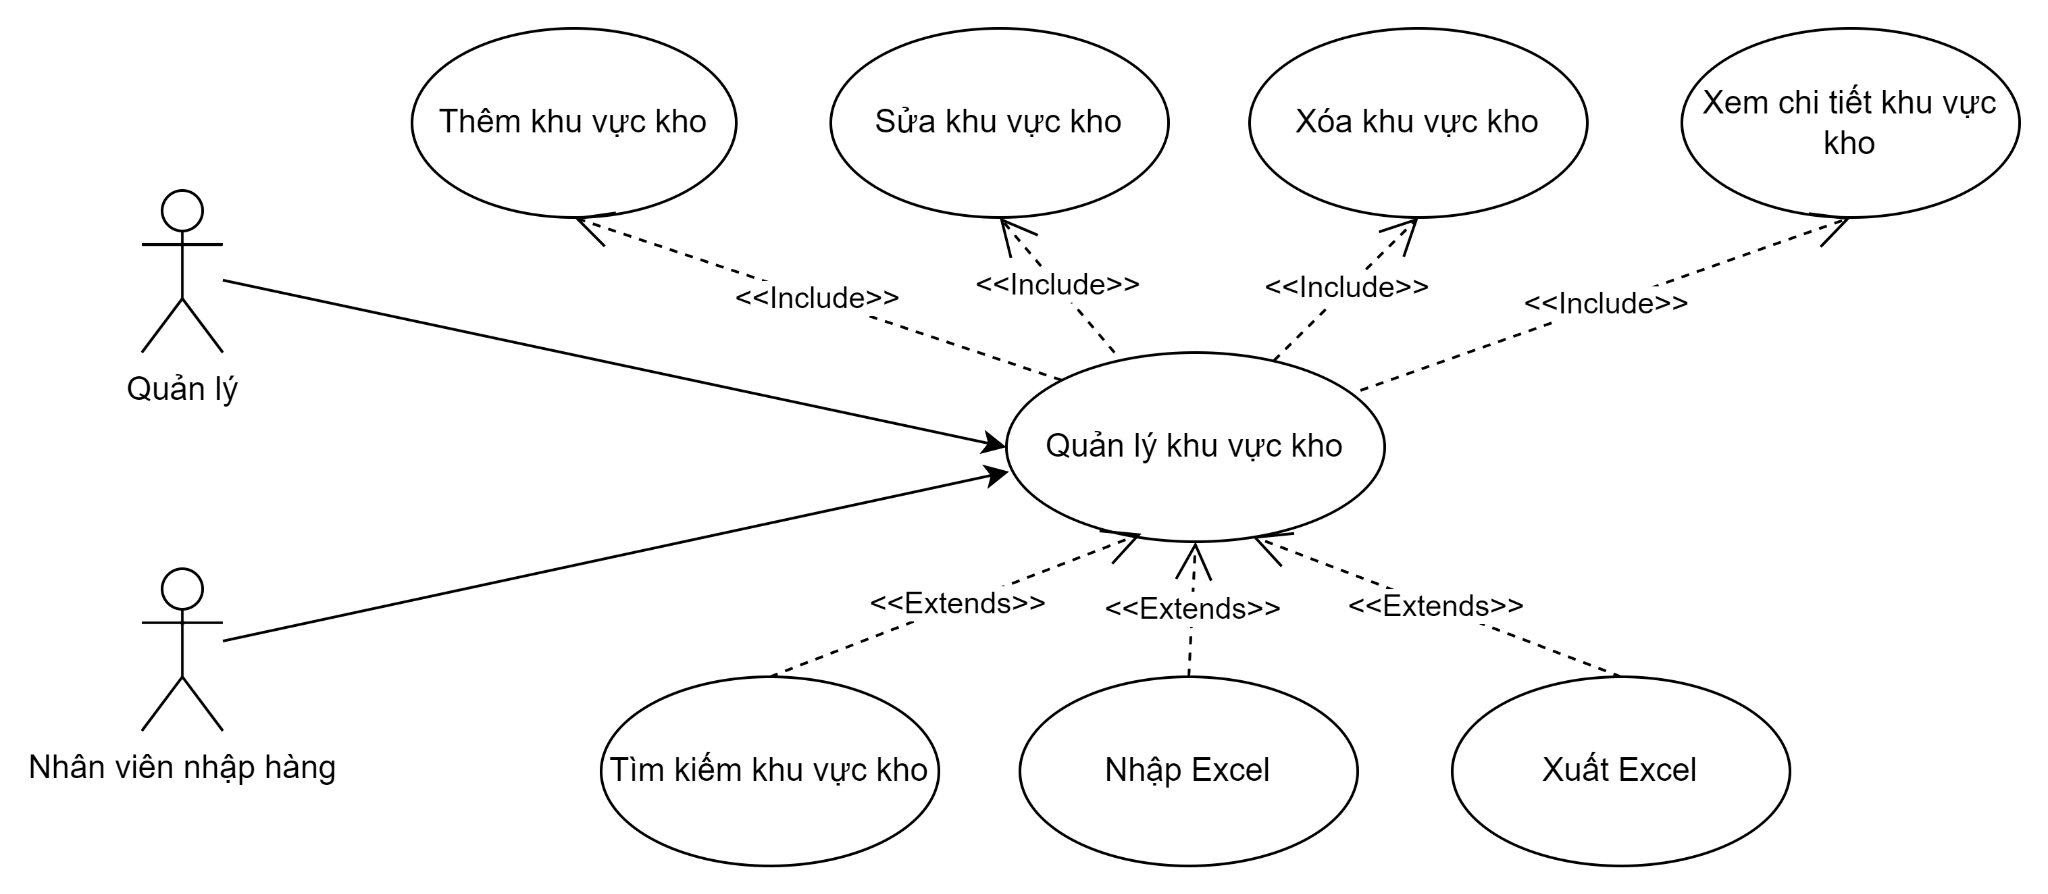 Thêm khu vực kho
Sửa khu vực kho
Xóa khu vực kho
Xem chi tiết khu vực
kho
<<Include>>
<<Include>>
<<Include>>
<<Include>>
Quản lý
Quản lý khu vực kho
<<Extends>>
<<Extends>>
<<Extends>>
Nhân viên nhập hàng
Tìm kiếm khu vực kho
Nhập Excel
Xuất Excel